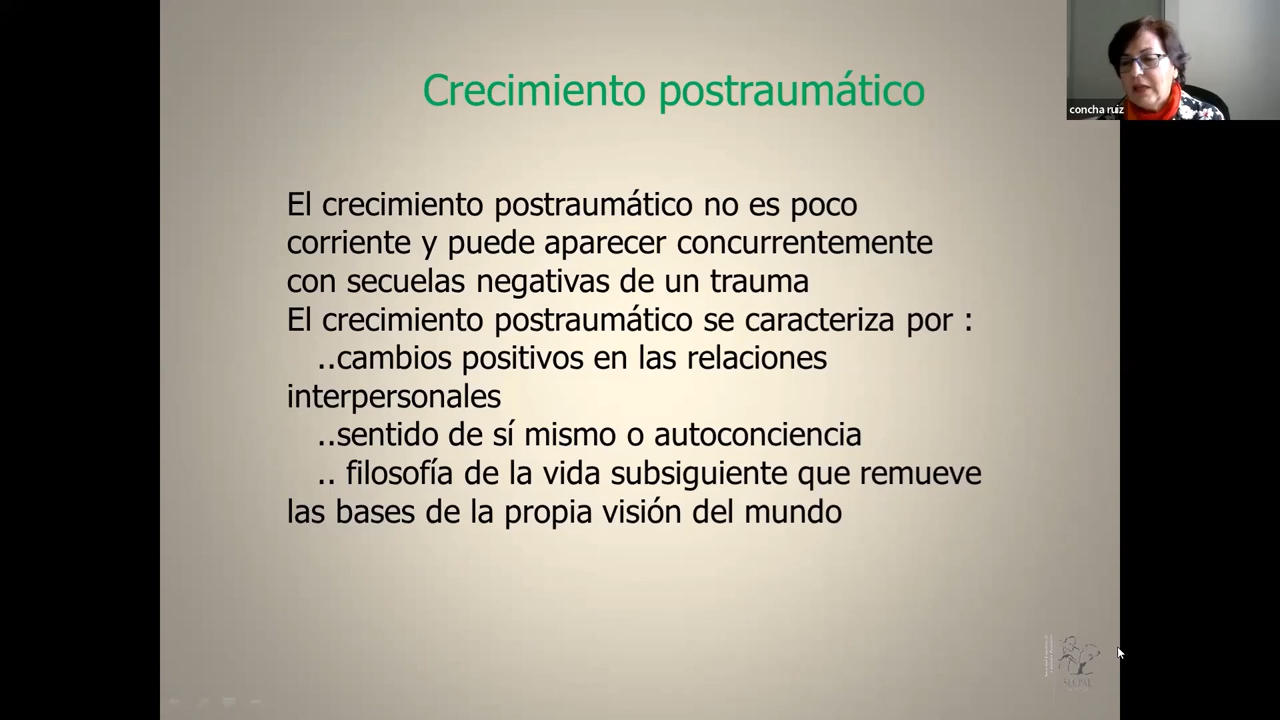 Crecimiento postraumático
concha ruiz
El crecimiento postraumático no es poco
corriente y puede aparecer concurrentemente
con secuelas negativas de un trauma
El crecimiento postraumático se caracteriza por :
..cambios positivos en las relaciones
interpersonales
..sentido de sí mismo o autoconciencia
.. filosofía de la vida subsiguiente que remueve
las bases de la propia visión del mundo